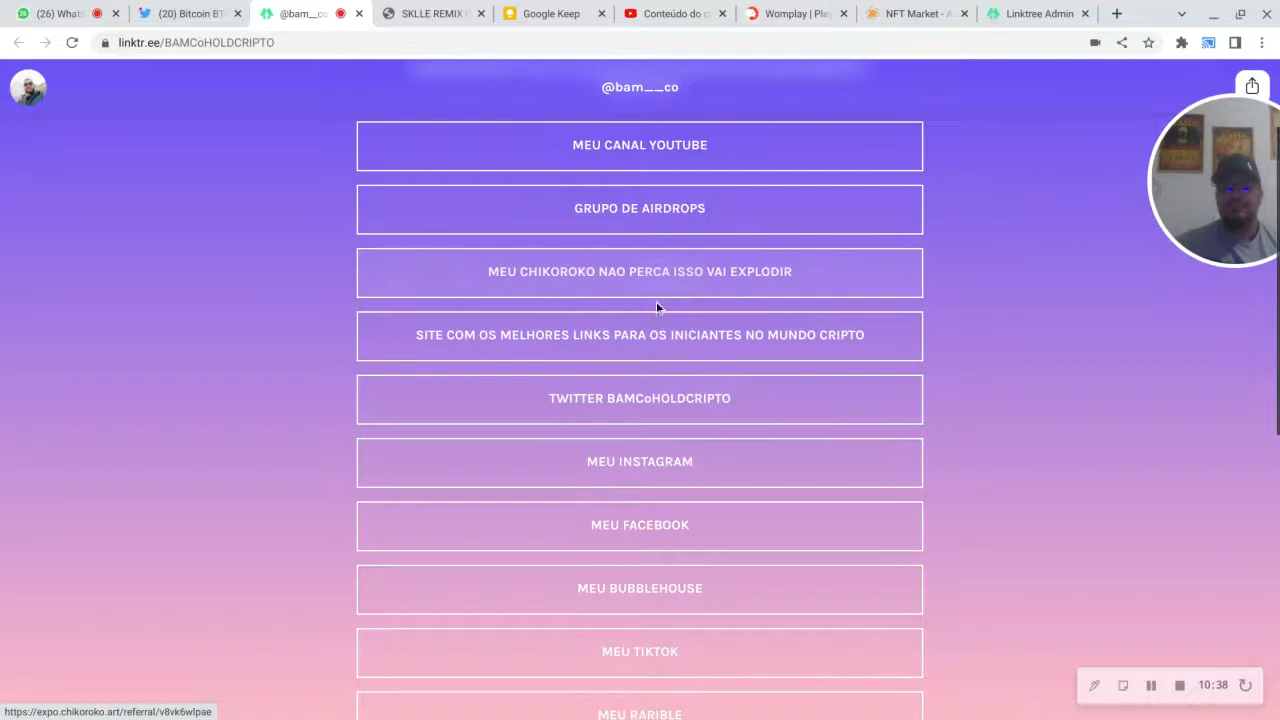 (26) Whats
(20) Bitcoin BT
@bam__co
SKLLE REMIX
Google Keep
Conteúdo do c
Womplay | Play
NFT Market - A
Linktree Admin
linktr.ee/BAMCoHOLDCRIPTO
@bam__co
MEU CANAL YOUTUBE
GRUPO DE AIRDROPS
MEU CHIKOROKO NAO PERCA ISSO VAI EXPLODIR
SITE COM OS MELHORES LINKS PARA OS INICIANTES NO MUNDO CRIPTO
TWITTER BAMCoHOLDCRIPTO
MEU INSTAGRAM
MEU FACEBOOK
MEU BUBBLEHOUSE
MEU TIKTOK
MEU RARIBLE
10:38
https://expo.chikoroko.art/referral/v8vk6wlpae